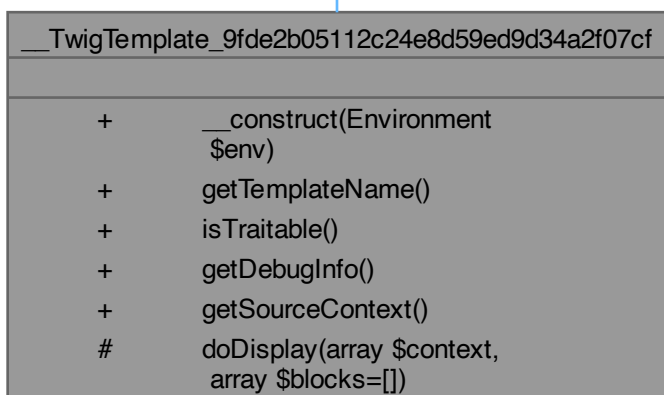 __TwigTemplate_9fde2b05112c24e8d59ed9d34a2f07cf
+ __construct(Environment
$env)
+ getTemplateName()
+ isTraitable()
+ getDebugInfo()
+ getSourceContext()
# doDisplay(array $context,
array $blocks=[])